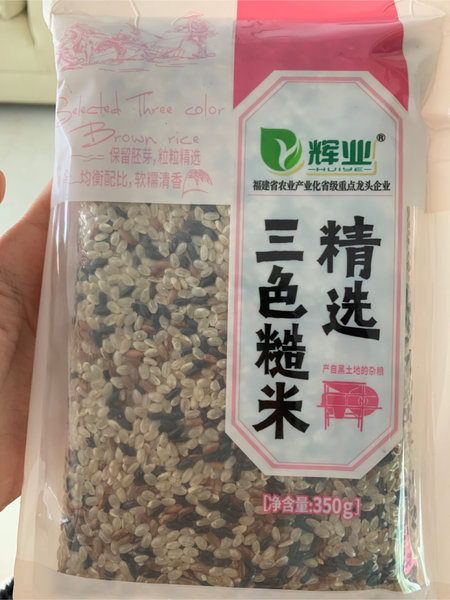 Selected Three color
Brown rice
保留胚芽,粒粒精选
均衡配比,软糯清香
辉业®
HUIYE
福建省农业产业化省级重点龙头企业
精选
三色糙米
产自黑土地的杂粮
[净含量:350g]